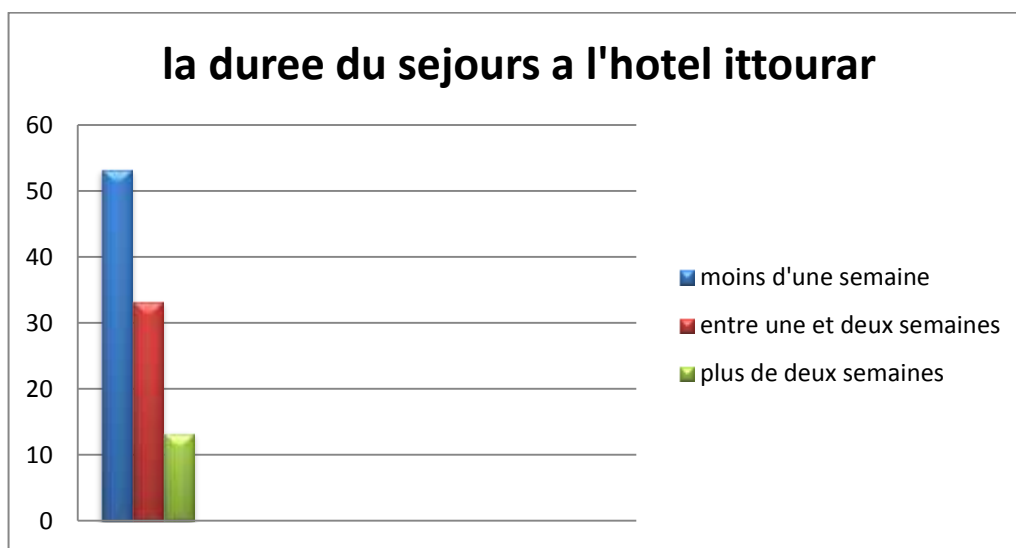 la duree du sejours a l'hotel ittourar
60
50
40
30
20
10
0
moins d'une semaine
entre une et deux semaines
plus de deux semaines